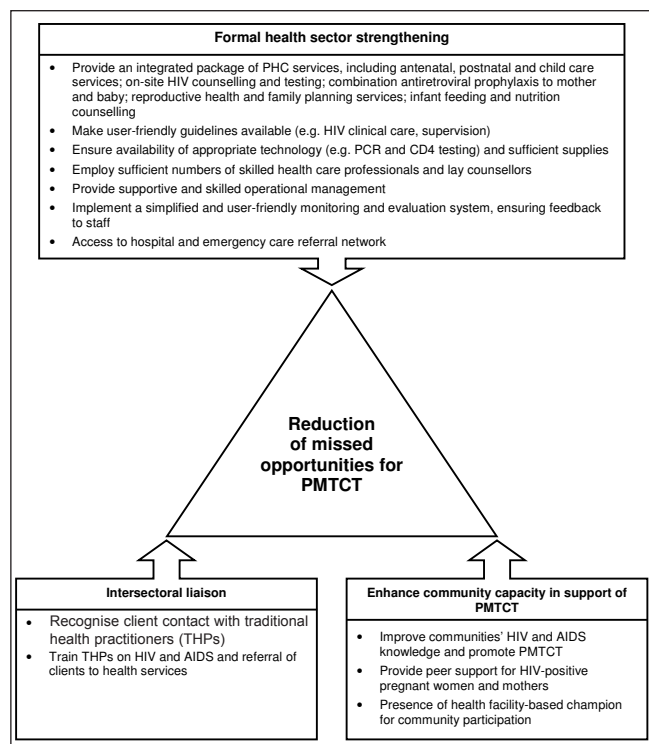 Formal health sector strengthening
• Provide an integrated package of PHC services, including antenatal, postnatal and child care
services; on-site HIV counselling and testing; combination antiretroviral prophylaxis to mother
and baby; reproductive health and family planning services; infant feeding and nutrition
counselling
• Make user-friendly guidelines available (e.g. HIV clinical care, supervision)
• Ensure availability of appropriate technology (e.g. PCR and CD4 testing) and sufficient supplies
• Employ sufficient numbers of skilled health care professionals and lay counsellors
• Provide supportive and skilled operational management
• Implement a simplified and user-friendly monitoring and evaluation system, ensuring feedback
to staff
• Access to hospital and emergency care referral network
Reduction
of missed
opportunities for
PMTCT
Intersectoral liaison
• Recognise client contact with traditional
health practitioners (THPs)
• Train THPs on HIV and AIDS and referral of
clients to health services
Enhance community capacity in support of
PMTCT
• Improve communities' HIV and AIDS
knowledge and promote PMTCT
• Provide peer support for HIV-positive
pregnant women and mothers
• Presence of health facility-based champion
for community participation